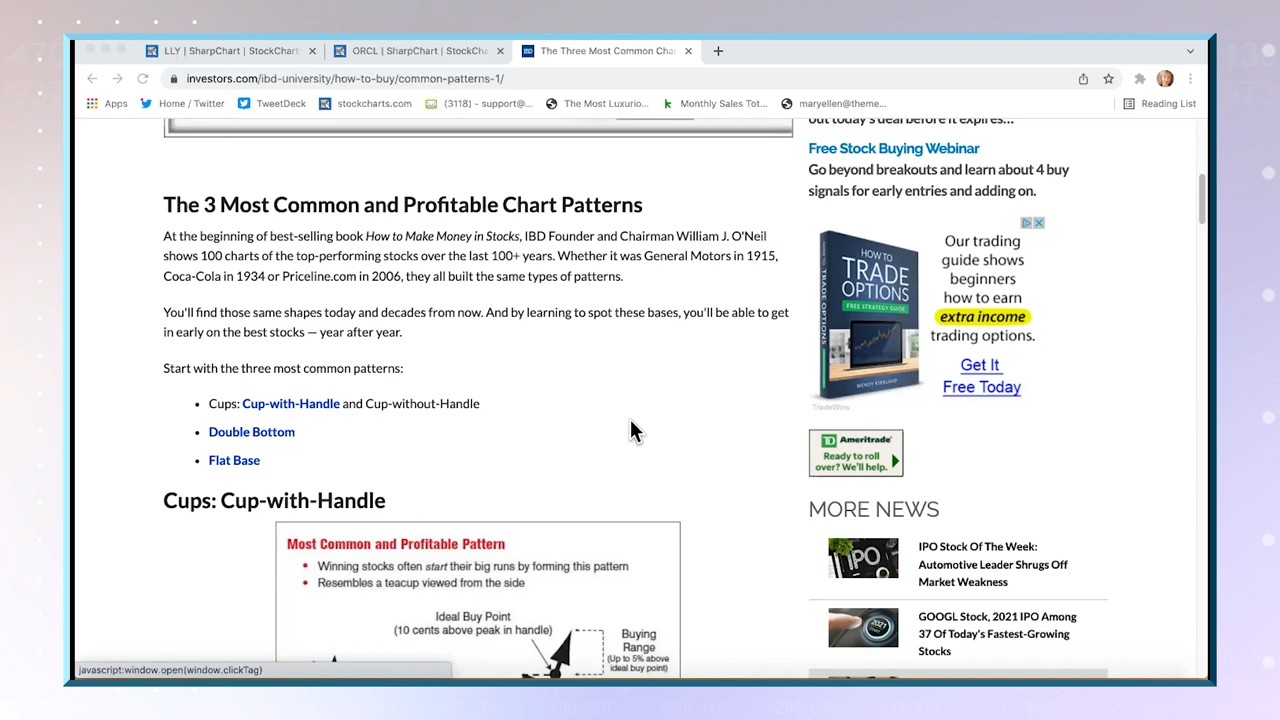 LLY | SharpChart | StockChart
ORCL | SharpChart | StockCha
IBD
The Three Most Common Char
investors.com/ibd-university/how-to-buy/common-patterns-1/
Apps
Home / Twitter
TweetDeck
stockcharts.com
(3118) - support@...
The Most Luxurio...
Monthly Sales Tot...
maryellen@theme...
Reading List
The 3 Most Common and Profitable Chart Patterns
At the beginning of best-selling book How to Make Money in Stocks, IBD Founder and Chairman William J. O'Neil
shows 100 charts of the top-performing stocks over the last 100+ years. Whether it was General Motors in 1915,
Coca-Cola in 1934 or Priceline.com in 2006, they all built the same types of patterns.
You'll find those same shapes today and decades from now. And by learning to spot these bases, you'll be able to get
in early on the best stocks — year after year.
Start with the three most common patterns:
• Cups: Cup-with-Handle and Cup-without-Handle
• Double Bottom
• Flat Base
Cups: Cup-with-Handle
Most Common and Profitable Pattern
• Winning stocks often start their big runs by forming this pattern
• Resembles a teacup viewed from the side
Ideal Buy Point
(10 cents above peak in handle)
Buying
Range
(Up to 5% above
ideal buy point)
javascript:window.open(window.clickTag)
out today's deal before it expires...
Free Stock Buying Webinar
Go beyond breakouts and learn about 4 buy
signals for early entries and adding on.
HOW TO
TRADE
OPTIONS
FREE STRATEGY GUIDE
WENDY KIRKLAND
HOW TO TRADE OPTIONS
Our trading
guide shows
beginners
how to earn
extra income
trading options.
Get It
Free Today
TradeWins
TD Ameritrade
Ready to roll
over? We'll help.
MORE NEWS
IPO
IPO Stock Of The Week:
Automotive Leader Shrugs Off
Market Weakness
2021
GOOGL Stock, 2021 IPO Among
37 Of Today's Fastest-Growing
Stocks